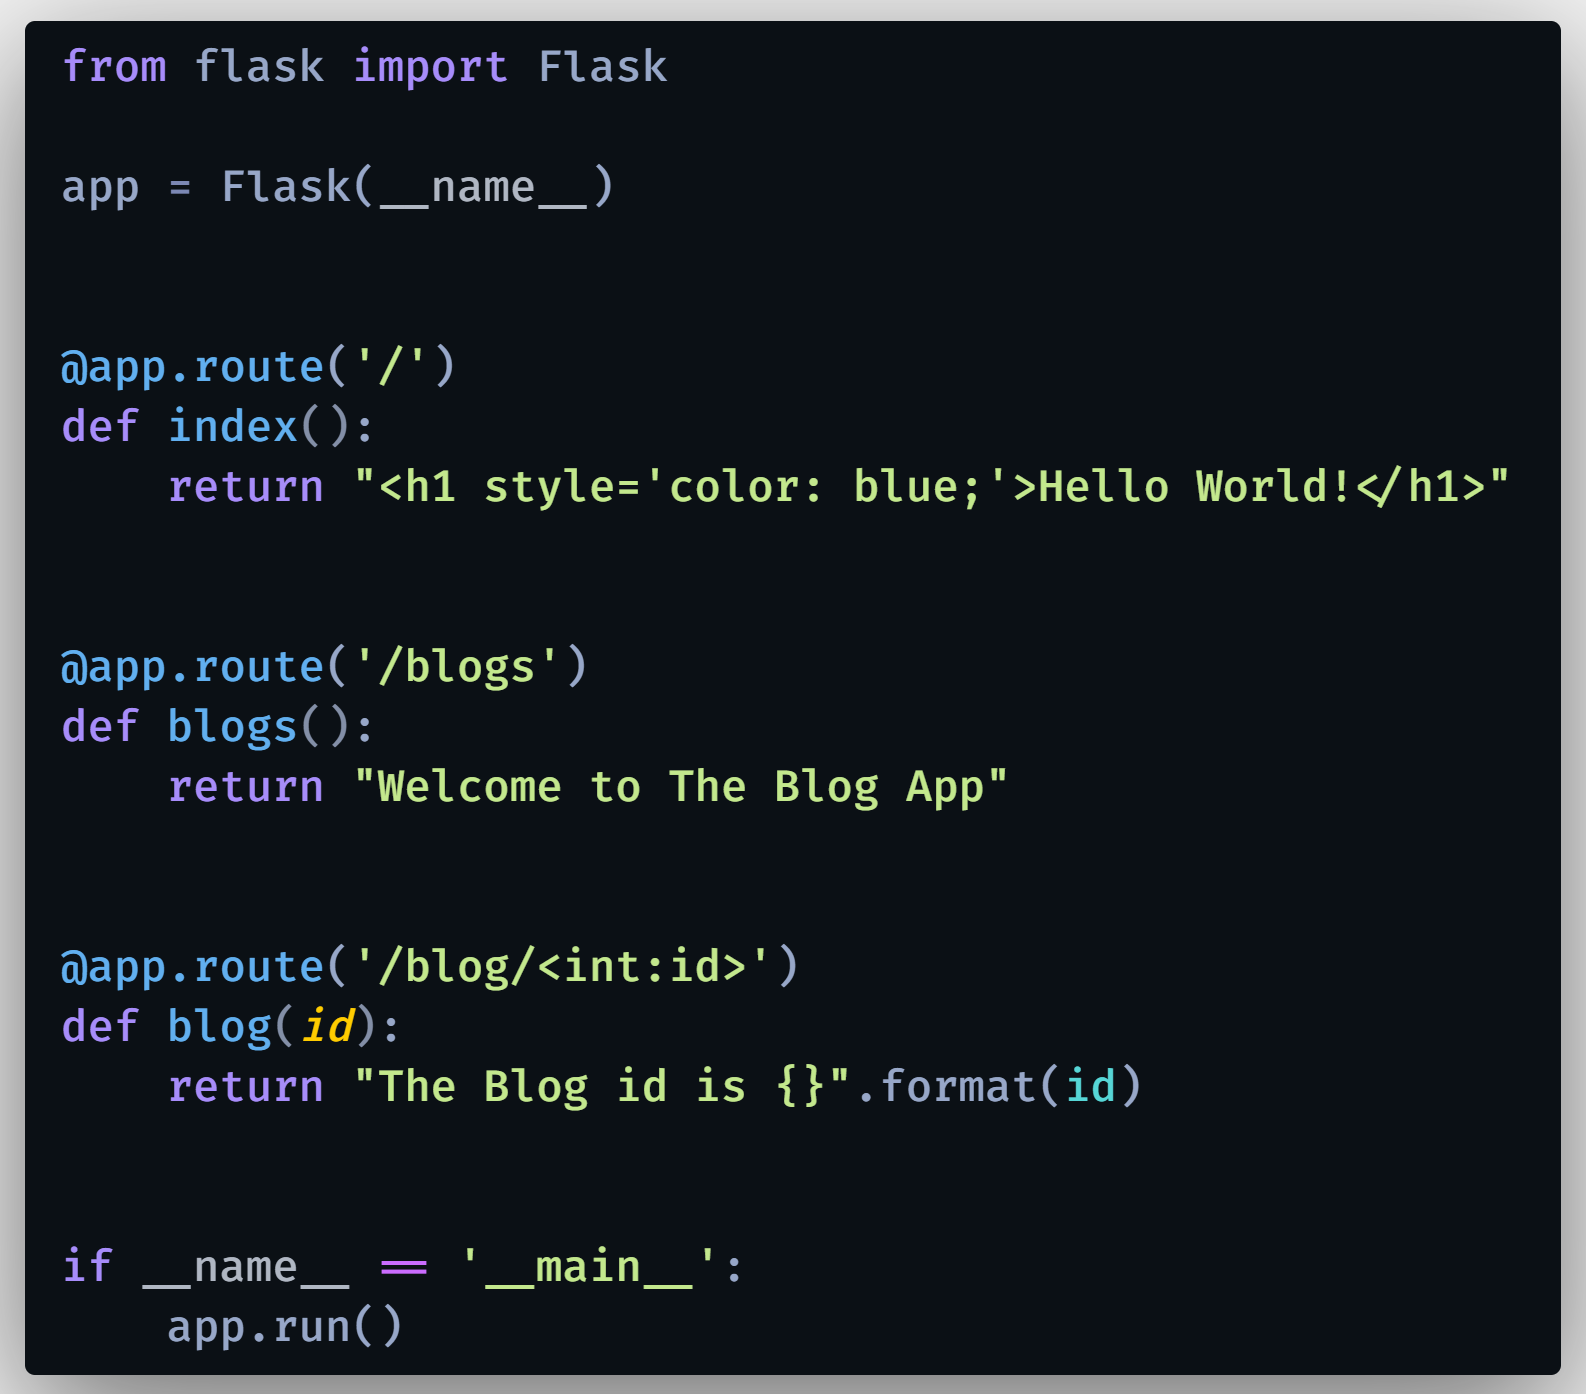 from flask import Flask
app = Flask(__name__)
@app.route('/')
def index():
    return "<h1 style='color: blue;'>Hello World!</h1>"
@app.route('/blogs')
def blogs():
    return "Welcome to The Blog App"
@app.route('/blog/<int:id>')
def blog(id):
    return "The Blog id is {}".format(id)
if __name__ == '__main__':
    app.run()